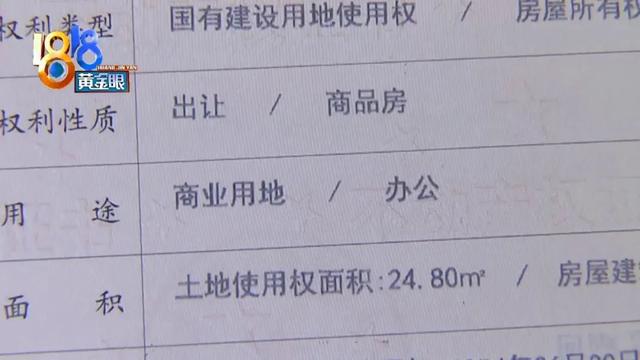 权利类型 国有建设用地使用权 / 房屋所有权
1818
黄金眼
权利性质 出让 / 商品房
用途 商业用地 / 办公
面积 土地使用权面积:24.80㎡ / 房屋建